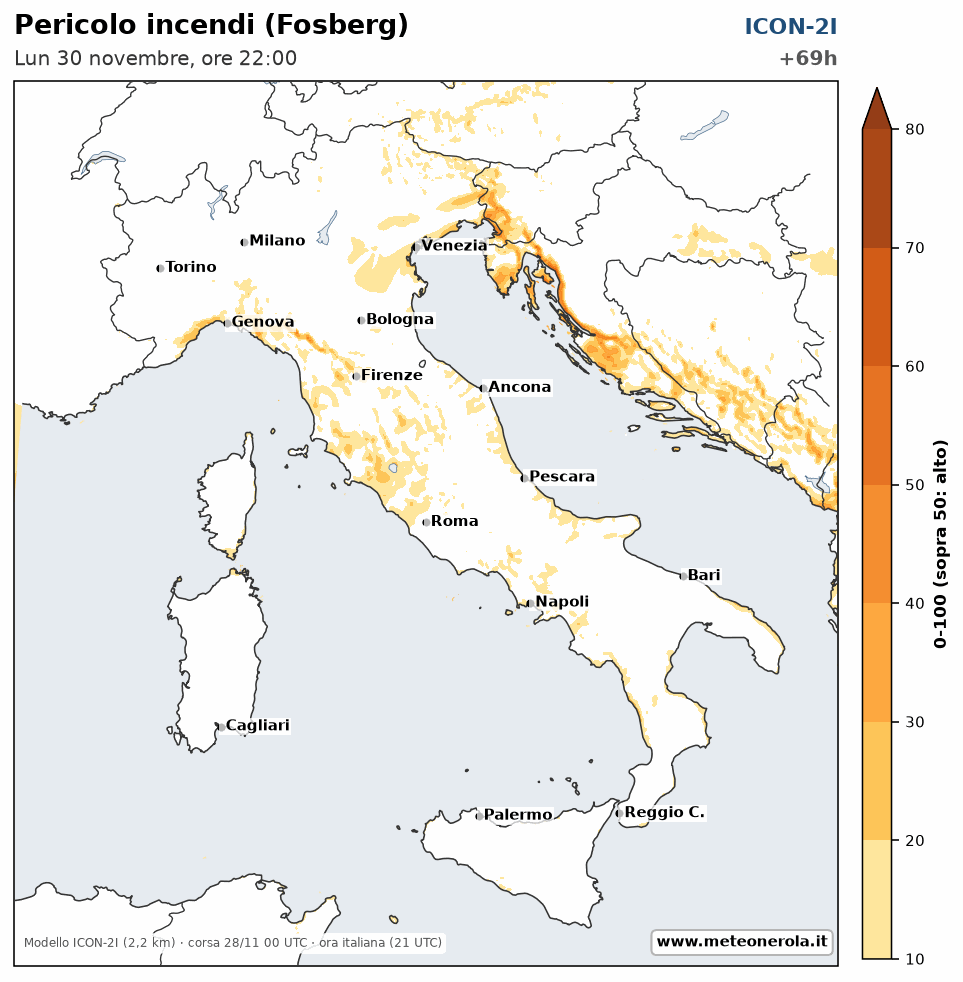 Pericolo incendi (Fosberg)
ICON-2I
Lun 30 novembre, ore 22:00
+69h
80
70
60
50
40
30
20
10
0-100 (sopra 50: alto)
Milano
Venezia
Torino
Genova
Bologna
Firenze
Ancona
Pescara
Roma
Bari
Napoli
Cagliari
Palermo
Reggio C.
Modello ICON-2I (2,2 km) · corsa 28/11 00 UTC · ora italiana (21 UTC)
www.meteonerola.it